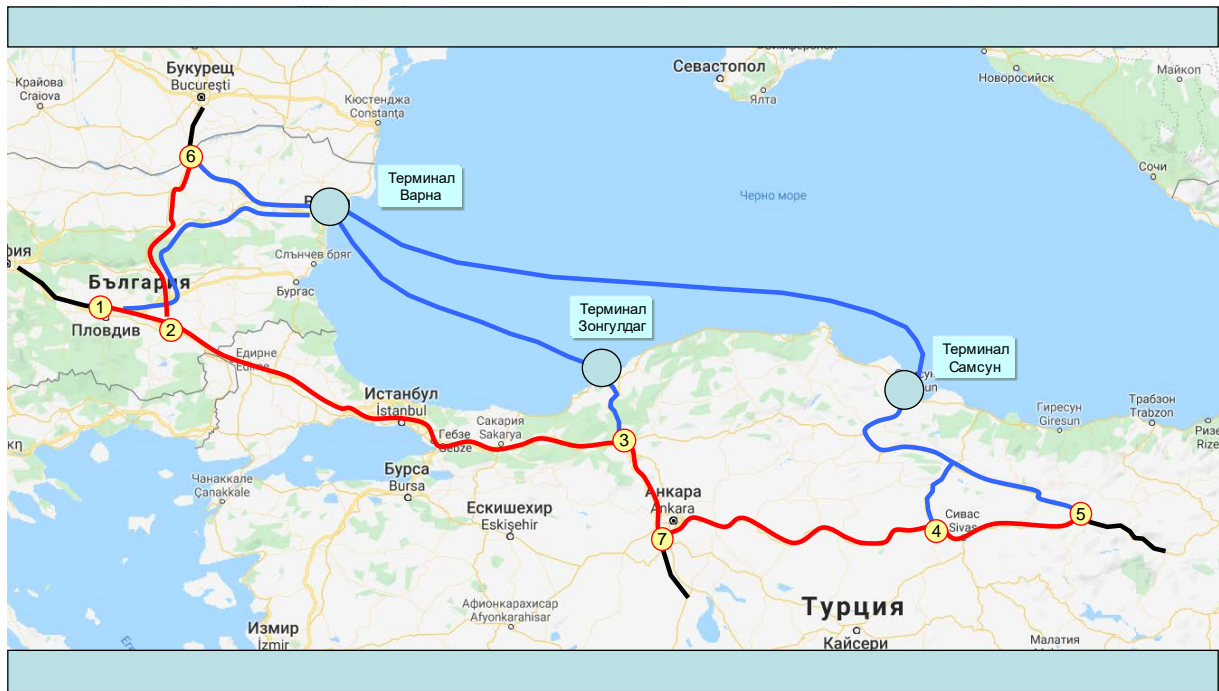 Севастопол
Симферополь
Ялта
Новоросийск
Майкоп
Букурещ
București
Крайова
Craiova
Кюстенджа
Constanța
Сочи
6
Терминал
Варна
Черно море
Слънчев бряг
България
Бургас
1
Пловдив
2
Терминал
Зонгулдаг
Терминал
Самсун
Едирне
Истанбул
İstanbul
Сакария
Sakarya
Гебзе
Gebze
3
Гиресун
Giresun
Трабзон
Trabzon
Бурса
Bursa
Чанаккале
Çanakkale
Анкара
Ankara
Ескишехир
Eskişehir
7
Сивас
Sivas
4
5
Афионкарахисар
Afyonkarahisar
Турция
Измир
İzmir
Кайсери
Малатия